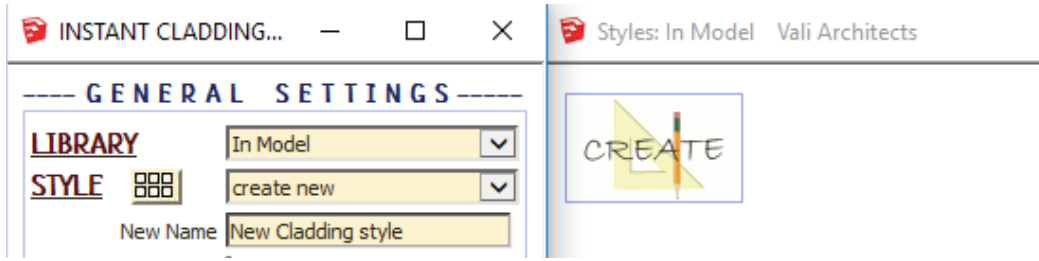 INSTANT CLADDING...
Styles: In Model Vali Architects
---- GENERAL SETTINGS-----
LIBRARY In Model
STYLE create new
New Name New Cladding style
CREATE